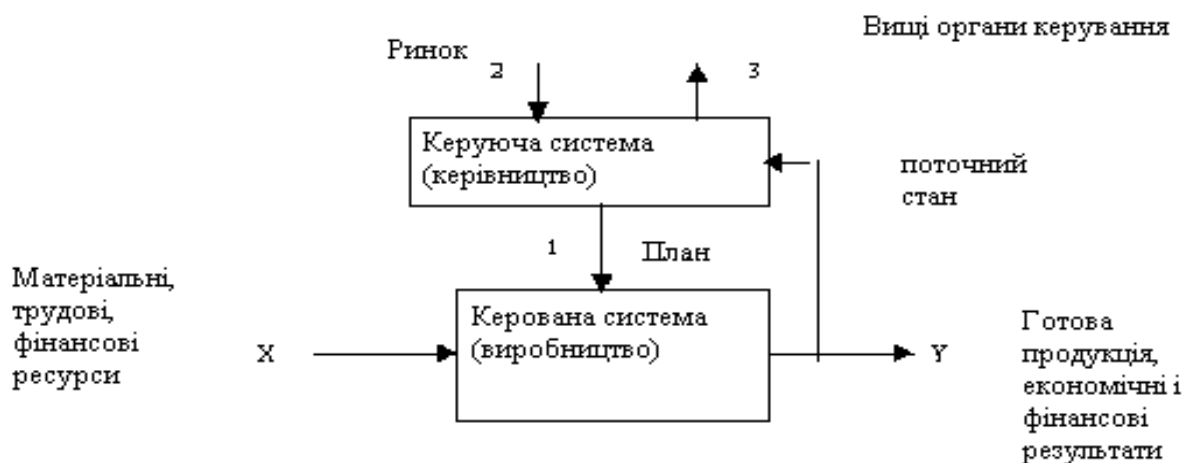 Вищі органи керування
Ринок
2
3
Керуюча система
(керівництво)
поточний
стан
1
План
Матеріальні,
трудові,
фінансові
ресурси
X
Керована система
(виробництво)
Y
Готова
продукція,
економічні і
фінансові
результати